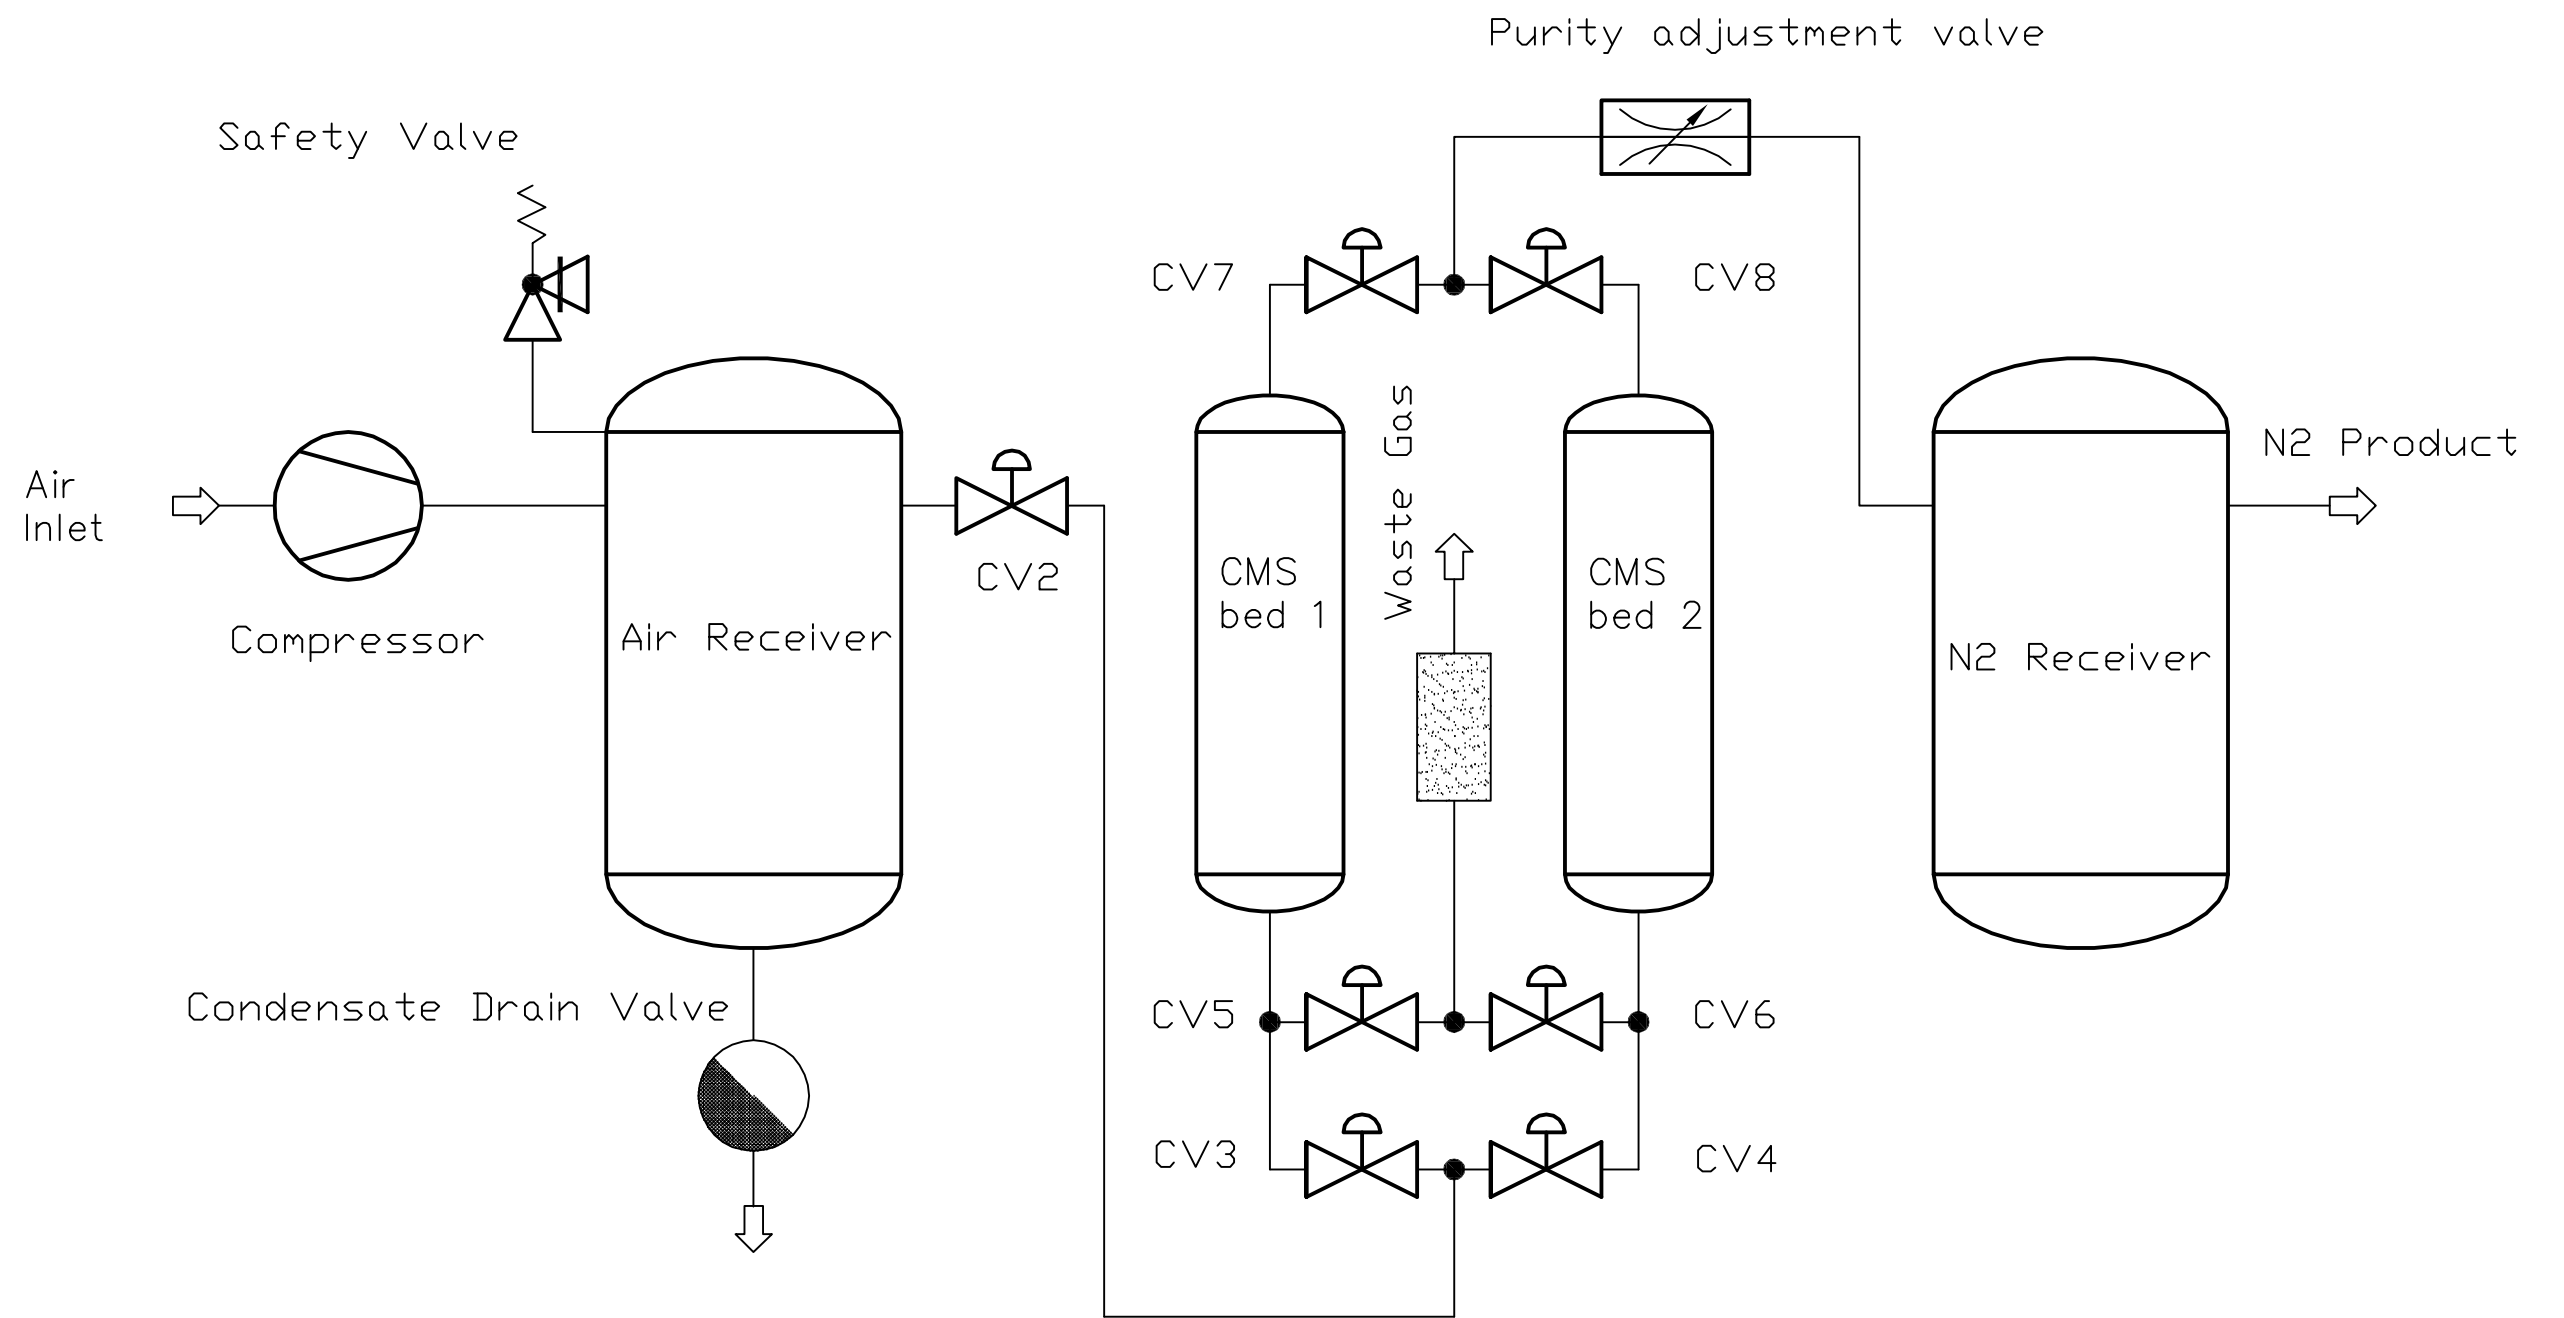 Purity adjustment valve
Safety Valve
CV7
CV8
Waste Gas
N2 Product
Air
Inlet
CV2
CMS
bed 1
CMS
bed 2
Compressor
Air Receiver
N2 Receiver
Condensate Drain Valve
CV5
CV6
CV3
CV4